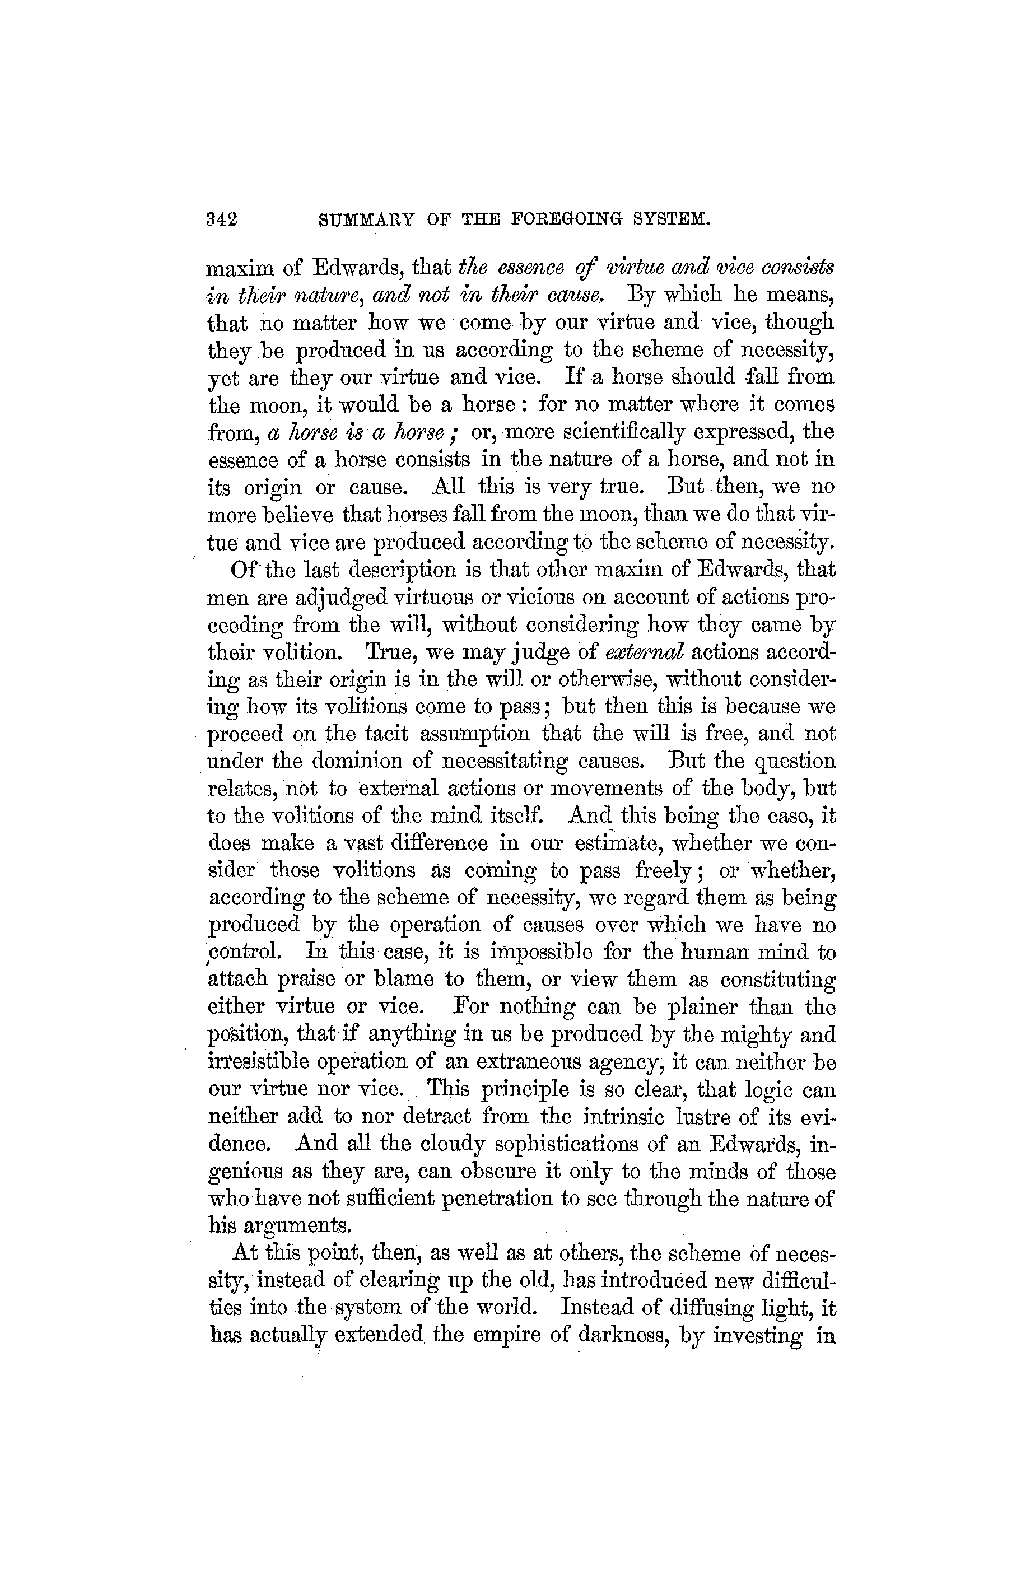 342 SUMMARY OF THE FOREGOING SYSTEM.
maxim of Edwards, that the essence of virtue and vice consists
in their nature, and not in their cause. By which he means,
that no matter how we come by our virtue and vice, though
they be produced in us according to the scheme of necessity,
yet are they our virtue and vice. If a horse should fall from
the moon, it would be a horse: for no matter where it comes
from, a horse is a horse; or, more scientifically expressed, the
essence of a horse consists in the nature of a horse, and not in
its origin or cause. All this is very true. But then, we no
more believe that horses fall from the moon, than we do that vir-
tue and vice are produced according to the scheme of necessity.
Of the last description is that other maxim of Edwards, that
men are adjudged virtuous or vicious on account of actions pro-
ceeding from the will, without considering how they came by
their volition. True, we may judge of external actions accord-
ing as their origin is in the will or otherwise, without consider-
ing how its volitions come to pass; but then this is because we
proceed on the tacit assumption that the will is free, and not
under the dominion of necessitating causes. But the question
relates, not to external actions or movements of the body, but
to the volitions of the mind itself. And this being the case, it
does make a vast difference in our estimate, whether we con-
sider those volitions as coming to pass freely; or whether,
according to the scheme of necessity, we regard them as being
produced by the operation of causes over which we have no
control. In this case, it is impossible for the human mind to
attach praise or blame to them, or view them as constituting
either virtue or vice. For nothing can be plainer than the
position, that if anything in us be produced by the mighty and
irresistible operation of an extraneous agency, it can neither be
our virtue nor vice. This principle is so clear, that logic can
neither add to nor detract from the intrinsic lustre of its evi-
dence. And all the cloudy sophistications of an Edwards, in-
genious as they are, can obscure it only to the minds of those
who have not sufficient penetration to see through the nature of
his arguments.
At this point, then, as well as at others, the scheme of neces-
sity, instead of clearing up the old, has introduced new difficul-
ties into the system of the world. Instead of diffusing light, it
has actually extended the empire of darkness, by investing in